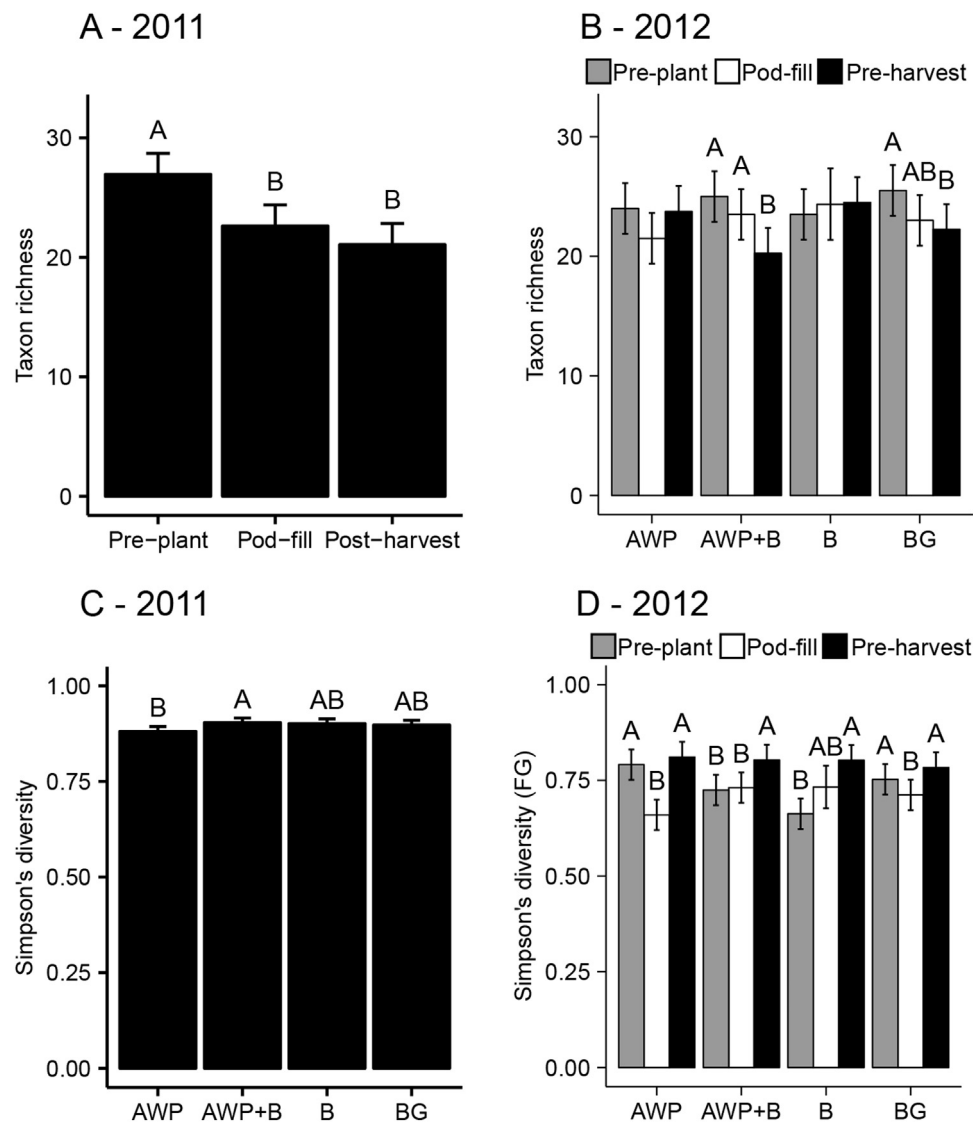 A - 2011
Taxon richness
30
20
10
0
A
B
B
Pre−plant Pod−fill Post−harvest
B - 2012
Pre-plant Pod-fill Pre-harvest
Taxon richness
30
20
10
0
A A B
A AB B
AWP AWP+B B BG
C - 2011
Simpson's diversity
1.00
0.75
0.50
0.25
0.00
B A AB AB
AWP AWP+B B BG
D - 2012
Pre-plant Pod-fill Pre-harvest
Simpson's diversity (FG)
1.00
0.75
0.50
0.25
0.00
A B A
B B A
B AB A
A B A
AWP AWP+B B BG